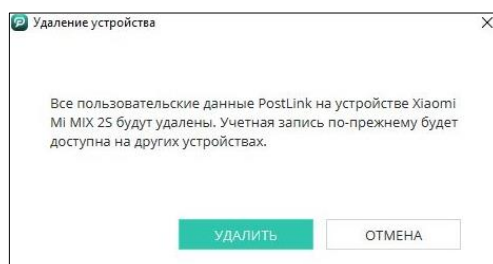 Удаление устройства
Все пользовательские данные PostLink на устройстве Xiaomi
Mi MIX 2S будут удалены. Учетная запись по-прежнему будет
доступна на других устройствах.
УДАЛИТЬ ОТМЕНА